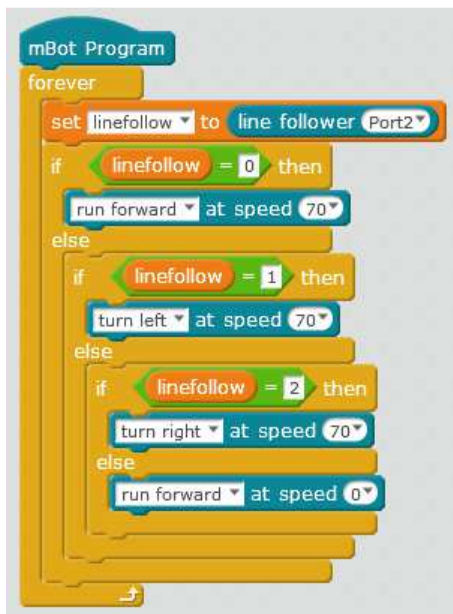 mBot Program
forever
set linefollow to line follower Port2
if linefollow = 0 then
run forward at speed 70
else
if linefollow = 1 then
turn left at speed 70
else
if linefollow = 2 then
turn right at speed 70
else
run forward at speed 0